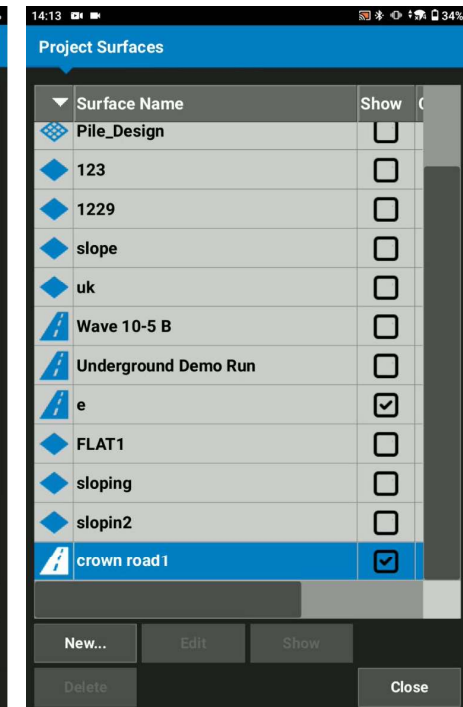 14:13 34%
Project Surfaces
Surface Name Show
Pile_Design
123
1229
slope
uk
Wave 10-5 B
Underground Demo Run
e
FLAT1
sloping
slopin2
crown road1
New... Edit Show
Delete Close